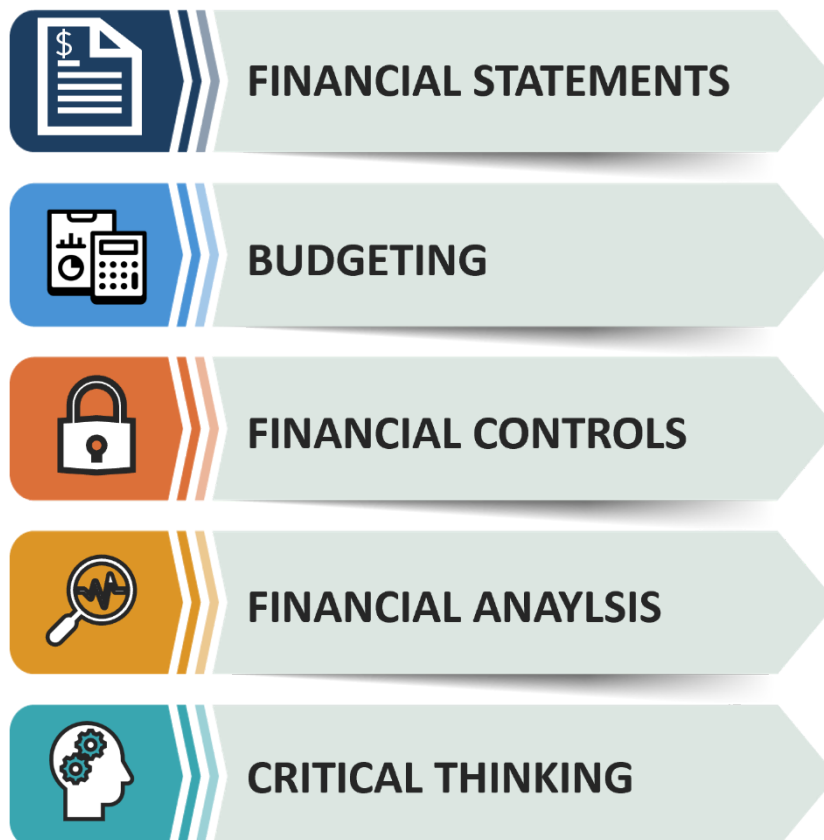 $
FINANCIAL STATEMENTS
BUDGETING
FINANCIAL CONTROLS
FINANCIAL ANAYLSIS
CRITICAL THINKING